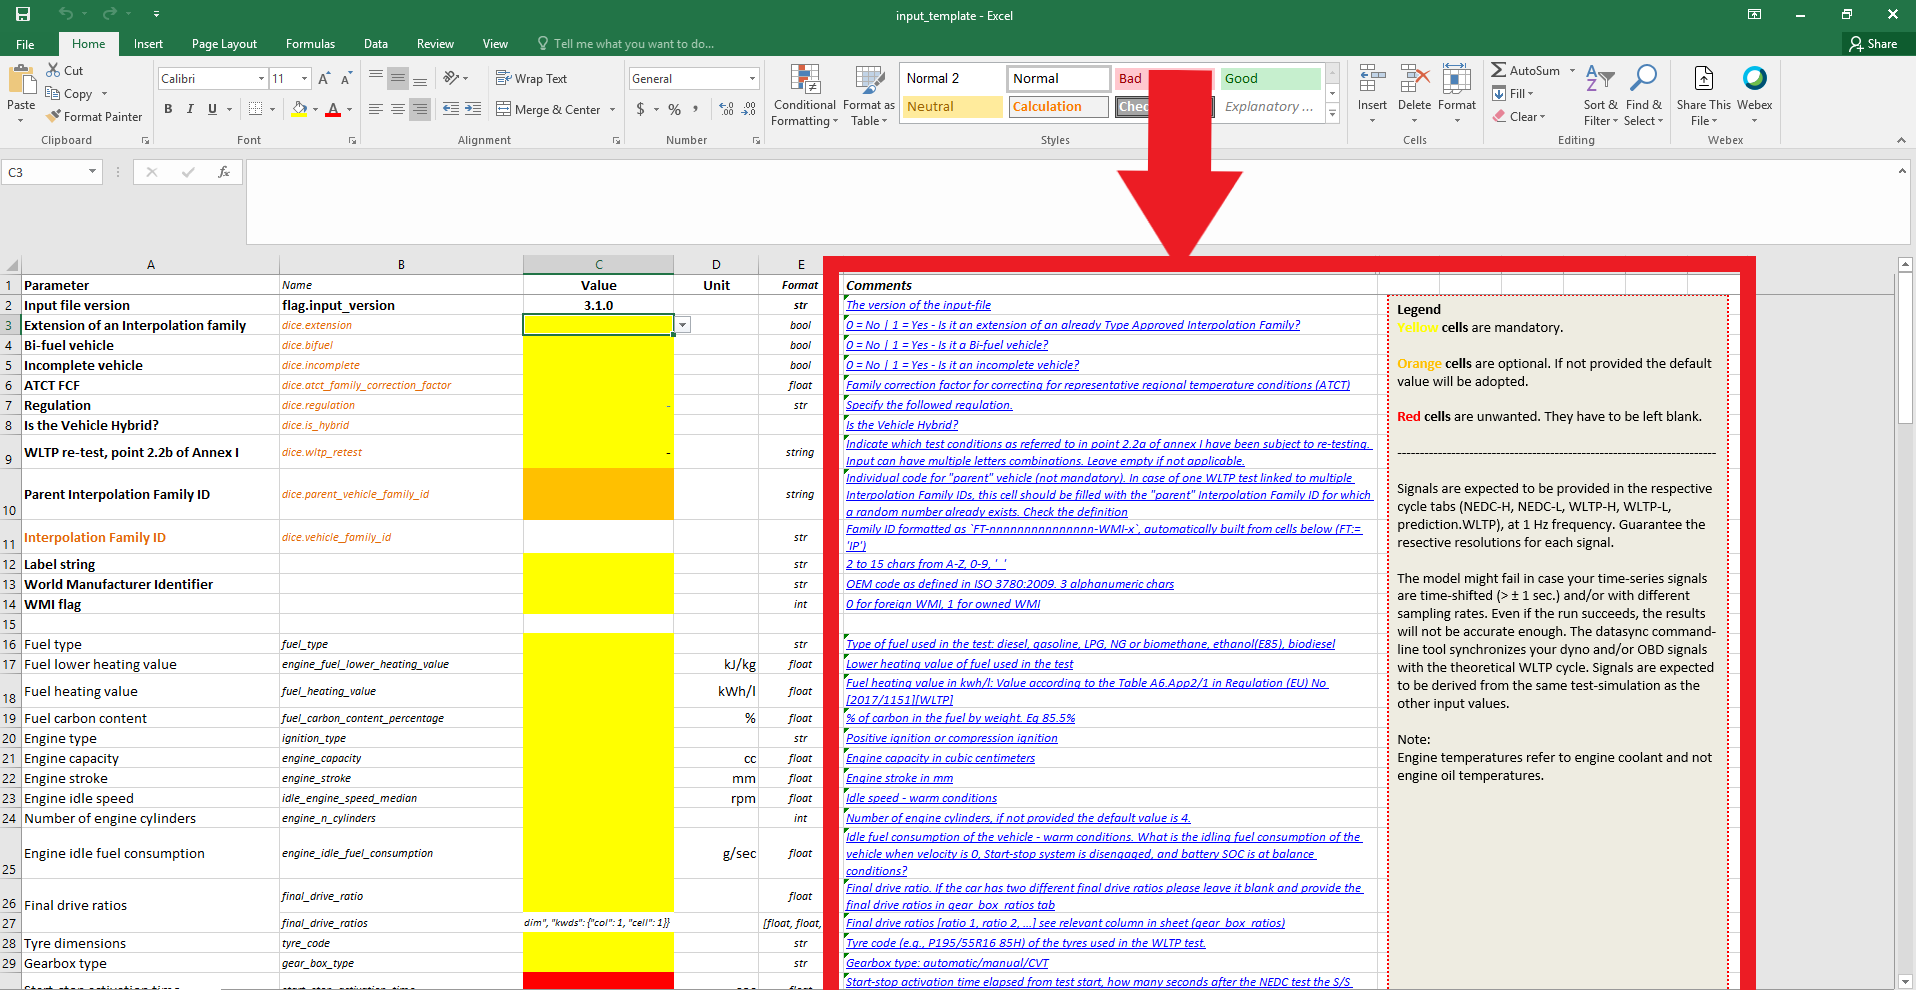 input_template - Excel
File
Home
Insert
Page Layout
Formulas
Data
Review
View
Tell me what you want to do...
Share
Paste
Cut
Copy
Format Painter
Clipboard
Calibri
11
A
A
B
I
U
A
Font
Wrap Text
Merge & Center
Alignment
General
$ % ,
Number
Conditional
Formatting
Format as
Table
Normal 2
Normal
Bad
Good
Neutral
Calculation
Explanatory ...
Styles
Insert
Delete
Format
Cells
AutoSum
Fill
Clear
Sort &
Filter
Find &
Select
Editing
Share This
File
Webex
Webex
C3
fx
A B C D E
1 Parameter Name Value Unit Format Comments
2 Input file version flag.input_version 3.1.0 str The version of the input-file
3 Extension of an Interpolation family dice.extension bool 0 = No | 1 = Yes - Is it an extension of an already Type Approved Interpolation Family?
4 Bi-fuel vehicle dice.bifuel bool 0 = No | 1 = Yes - Is it a Bi-fuel vehicle?
5 Incomplete vehicle dice.incomplete bool 0 = No | 1 = Yes - Is it an incomplete vehicle?
6 ATCT FCF dice.atct_family_correction_factor float Family correction factor for correcting for representative regional temperature conditions (ATCT)
7 Regulation dice.regulation - str Specify the followed regulation.
8 Is the Vehicle Hybrid? dice.is_hybrid Is the Vehicle Hybrid?
9 WLTP re-test, point 2.2b of Annex I dice.wltp_retest - string Indicate which test conditions as referred to in point 2.2a of annex I have been subject to re-testing.
Input can have multiple letters combinations. Leave empty if not applicable.
10 Parent Interpolation Family ID dice.parent_vehicle_family_id string Individual code for "parent" vehicle (not mandatory). In case of one WLTP test linked to multiple
Interpolation Family IDs, this cell should be filled with the "parent" Interpolation Family ID for which
a random number already exists. Check the definition
11 Interpolation Family ID dice.vehicle_family_id str Family ID formatted as `FT-nnnnnnnnnnnnnnn-WMI-x`, automatically built from cells below (FT:=
'IP')
12 Label string str 2 to 15 chars from A-Z, 0-9, '_'
13 World Manufacturer Identifier str OEM code as defined in ISO 3780:2009. 3 alphanumeric chars
14 WMI flag int 0 for foreign WMI, 1 for owned WMI
15
16 Fuel type fuel_type str Type of fuel used in the test: diesel, gasoline, LPG, NG or biomethane, ethanol(E85), biodiesel
17 Fuel lower heating value engine_fuel_lower_heating_value kJ/kg float Lower heating value of fuel used in the test
18 Fuel heating value fuel_heating_value kWh/l float Fuel heating value in kwh/l: Value according to the Table A6.App2/1 in Regulation (EU) No
[2017/1151][WLTP]
19 Fuel carbon content fuel_carbon_content_percentage % float % of carbon in the fuel by weight. Eg 85.5%
20 Engine type ignition_type str Positive ignition or compression ignition
21 Engine capacity engine_capacity cc float Engine capacity in cubic centimeters
22 Engine stroke engine_stroke mm float Engine stroke in mm
23 Engine idle speed idle_engine_speed_median rpm float Idle speed - warm conditions
24 Number of engine cylinders engine_n_cylinders int Number of engine cylinders, if not provided the default value is 4.
25 Engine idle fuel consumption engine_idle_fuel_consumption g/sec float Idle fuel consumption of the vehicle - warm conditions. What is the idling fuel consumption of the
vehicle when velocity is 0, Start-stop system is disengaged, and battery SOC is at balance
conditions?
26 Final drive ratios final_drive_ratio float Final drive ratio. If the car has two different final drive ratios please leave it blank and provide the
final drive ratios in gear_box_ratios tab
27 final_drive_ratios dim", "kwds": {"col": 1, "cell": 1}} [float, float, Final drive ratios [ratio 1, ratio 2, ...] see relevant column in sheet (gear_box_ratios)
28 Tyre dimensions tyre_code str Tyre code (e.g., P195/55R16 85H) of the tyres used in the WLTP test.
29 Gearbox type gear_box_type str Gearbox type: automatic/manual/CVT
Start-stop activation time elapsed from test start, how many seconds after the NEDC test the S/S
Legend
Yellow cells are mandatory.
Orange cells are optional. If not provided the default
value will be adopted.
Red cells are unwanted. They have to be left blank.
----------------------------------------------------------------------
Signals are expected to be provided in the respective
cycle tabs (NEDC-H, NEDC-L, WLTP-H, WLTP-L,
prediction.WLTP), at 1 Hz frequency. Guarantee the
resective resolutions for each signal.
The model might fail in case your time-series signals
are time-shifted (> ± 1 sec.) and/or with different
sampling rates. Even if the run succeeds, the results
will not be accurate enough. The datasync command-
line tool synchronizes your dyno and/or OBD signals
with the theoretical WLTP cycle. Signals are expected
to be derived from the same test-simulation as the
other input values.
Note:
Engine temperatures refer to engine coolant and not
engine oil temperatures.